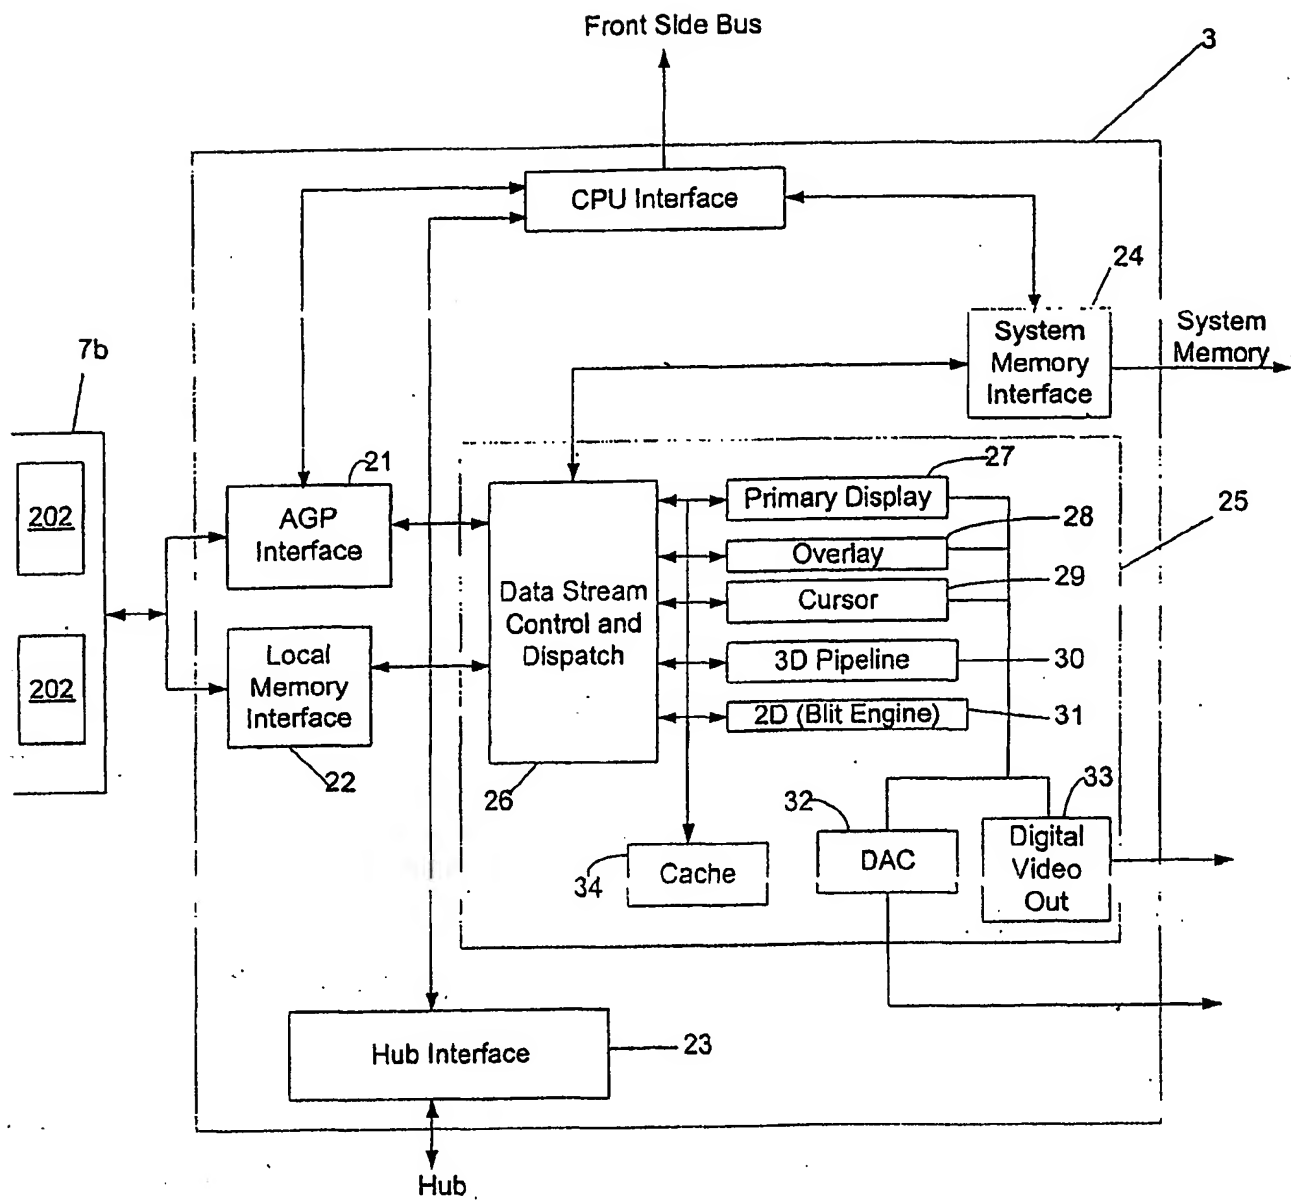 Front Side Bus
3
CPU Interface
24
System
Memory
Interface
System
Memory
7b
202
202
21
AGP
Interface
Local
Memory
Interface
22
Data Stream
Control and
Dispatch
26
27
Primary Display
28
Overlay
29
Cursor
25
3D Pipeline
30
2D (Blit Engine)
31
32
33
DAC
Digital
Video
Out
34
Cache
Hub Interface
23
Hub